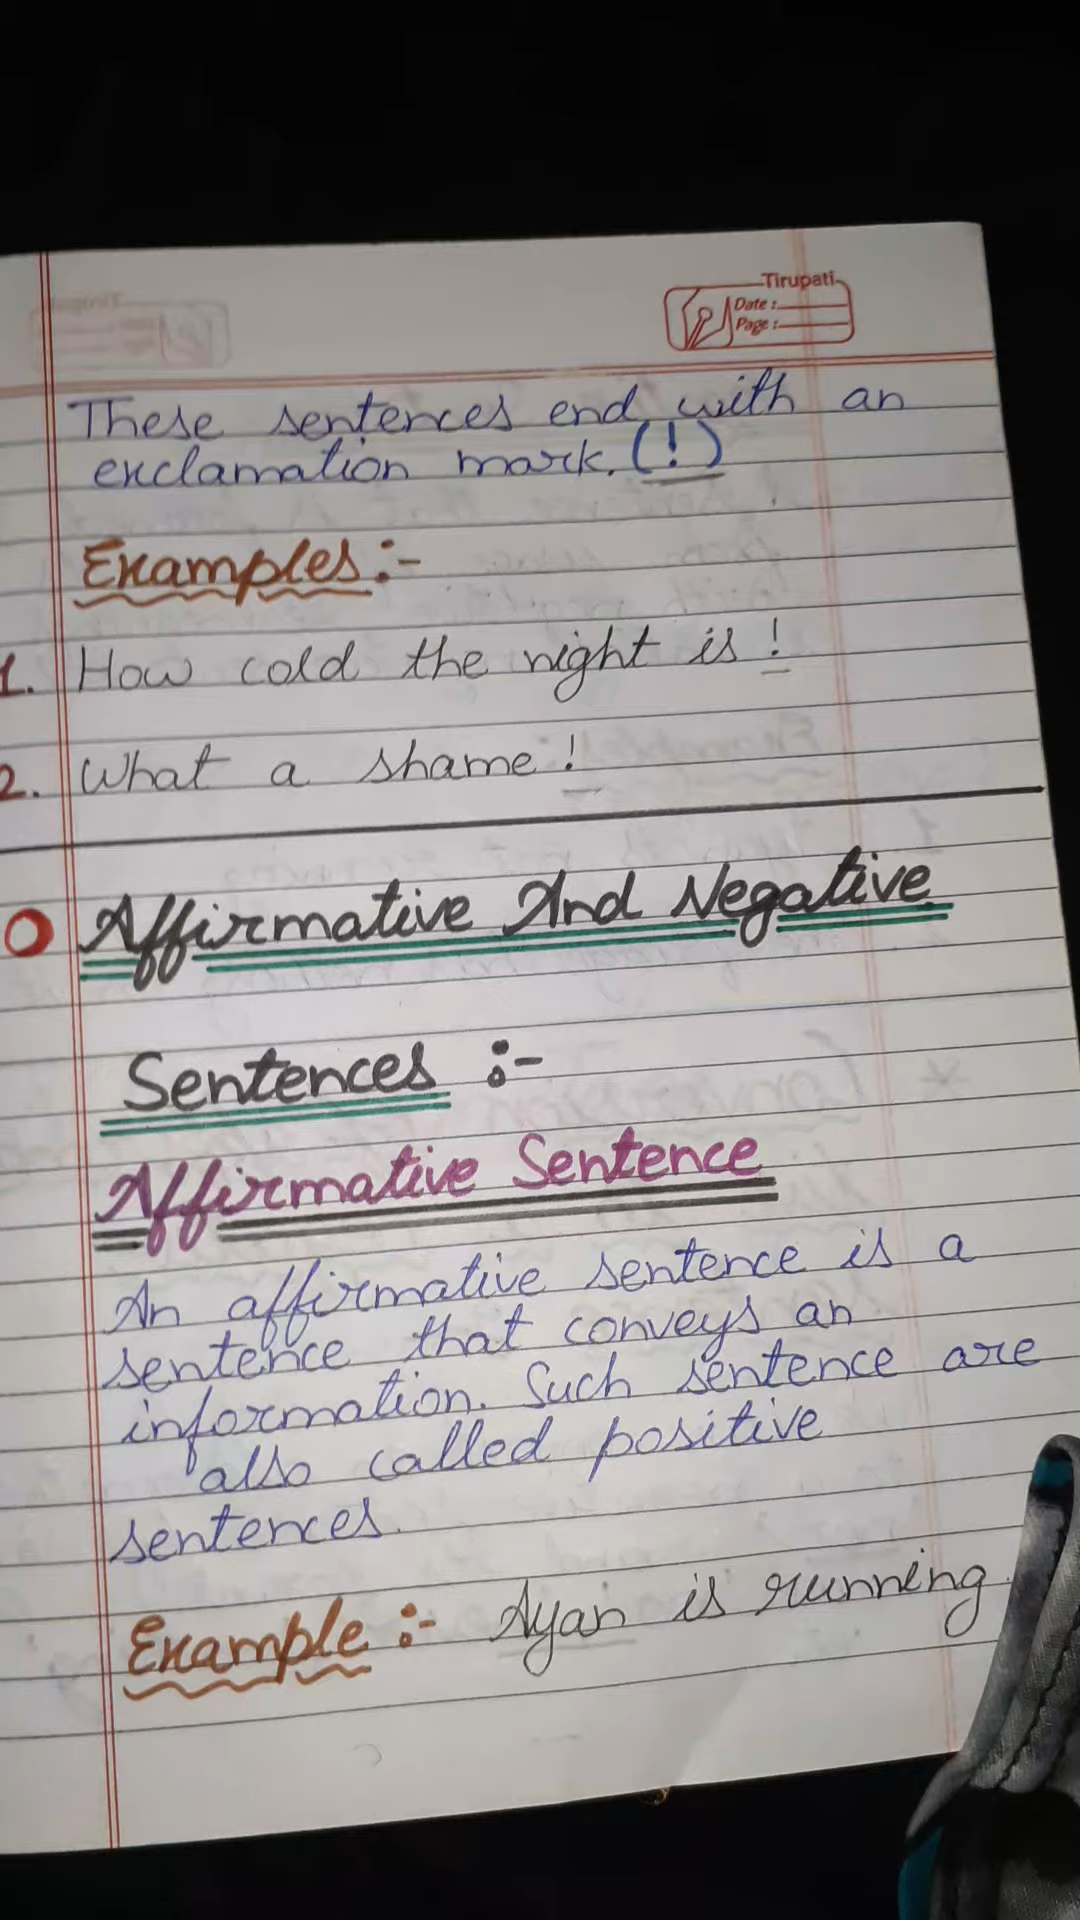 Tirupati
Date :
Page :
These sentences end with an
exclamation mark. (!)
Examples :-
1. How cold the night is !
2. What a shame !
Affirmative And Negative
Sentences :-
Affirmative Sentence
An affirmative sentence is a
sentence that conveys an
information. Such sentence are
also called positive
sentences.
Example :- Ayan is running.